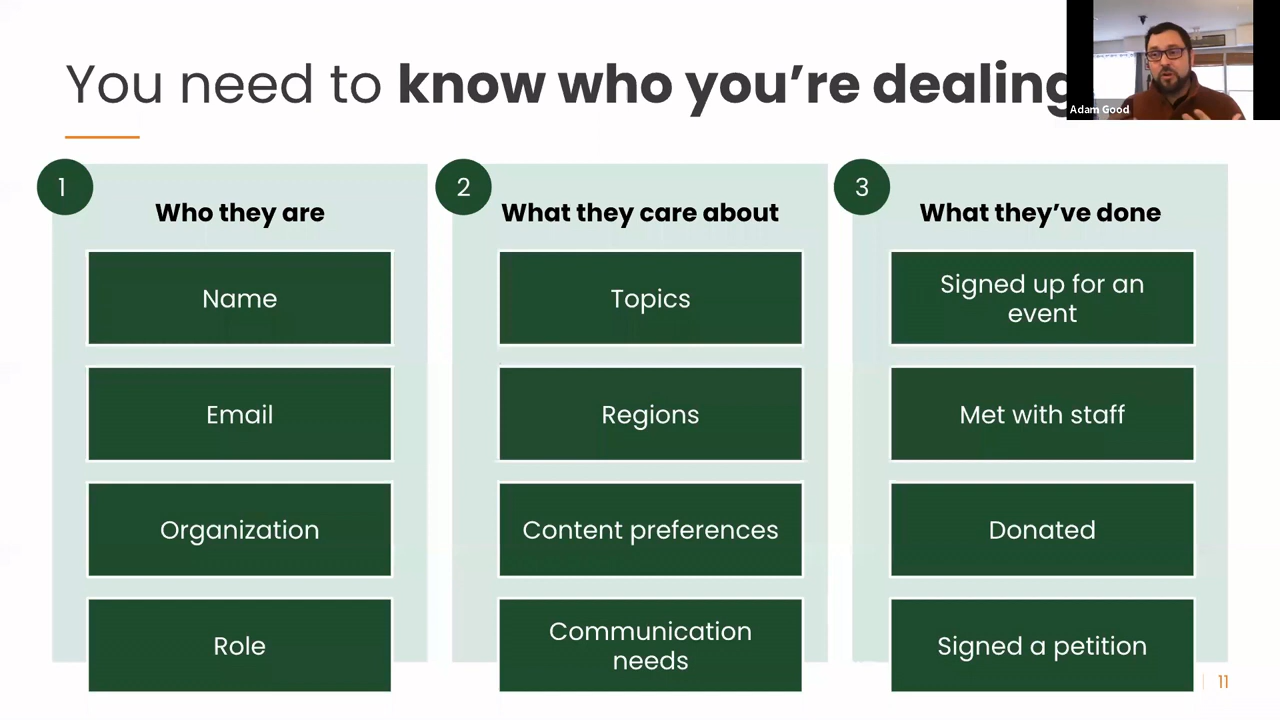 You need to know who you're dealing
Adam Good
1
Who they are
Name
Email
Organization
Role
2
What they care about
Topics
Regions
Content preferences
Communication
needs
3
What they've done
Signed up for an
event
Met with staff
Donated
Signed a petition
11